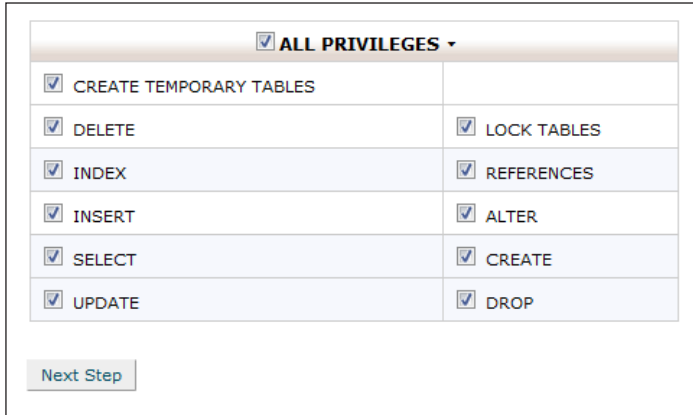 ALL PRIVILEGES
CREATE TEMPORARY TABLES
DELETE LOCK TABLES
INDEX REFERENCES
INSERT ALTER
SELECT CREATE
UPDATE DROP
Next Step